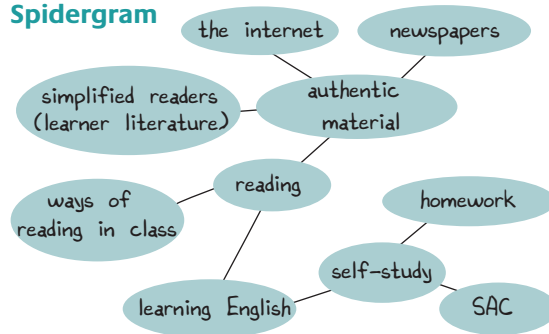 Spidergram
the internet
newspapers
simplified readers
(learner literature)
authentic
material
reading
ways of
reading in class
homework
self-study
learning English
SAC